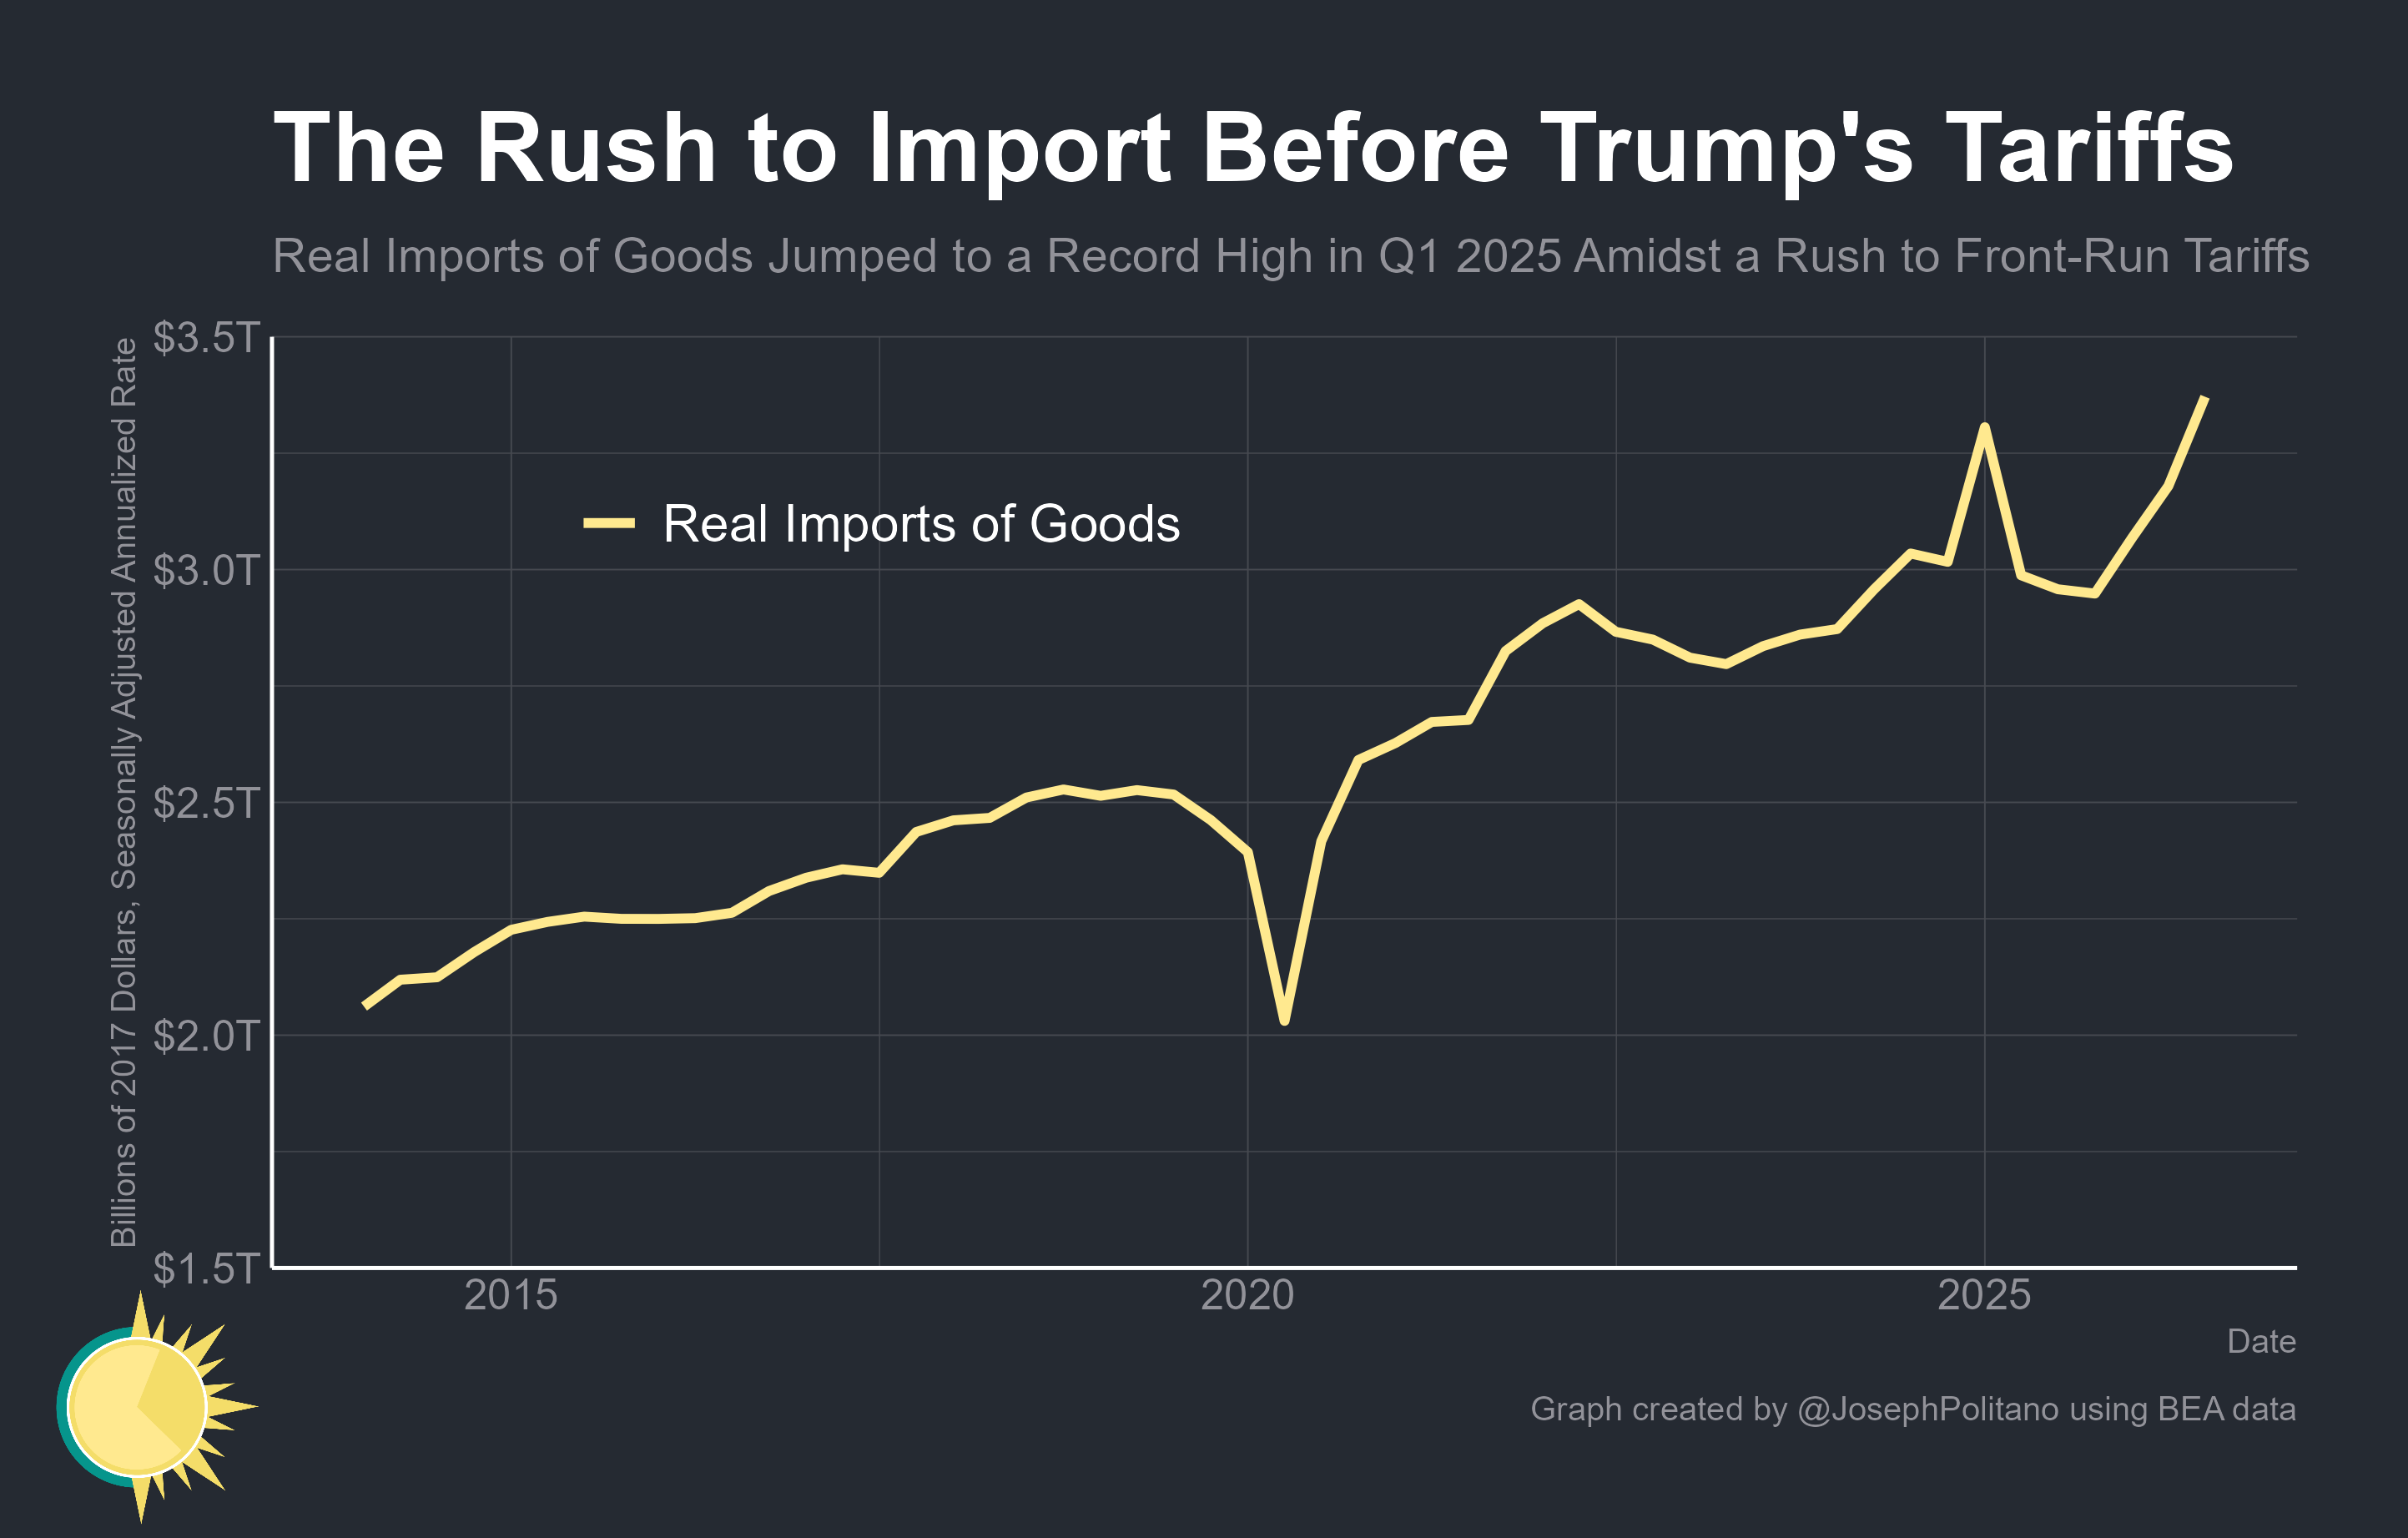 The Rush to Import Before Trump's Tariffs
Real Imports of Goods Jumped to a Record High in Q1 2025 Amidst a Rush to Front-Run Tariffs
Billions of 2017 Dollars, Seasonally Adjusted Annualized Rate
$3.5T
$3.0T
$2.5T
$2.0T
$1.5T
Real Imports of Goods
2015
2020
2025
Date
Graph created by @JosephPolitano using BEA data